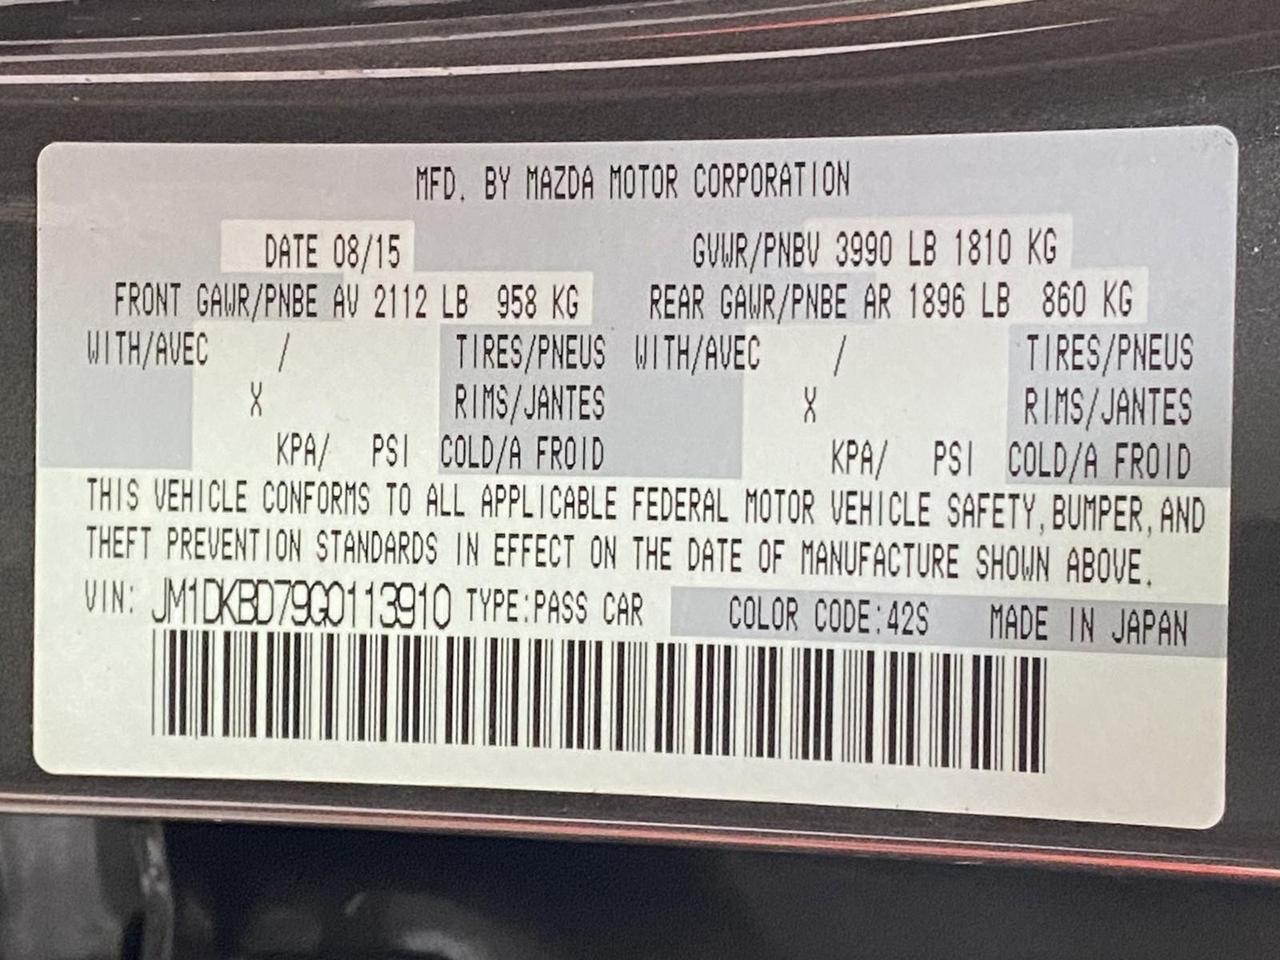 MFD. BY MAZDA MOTOR CORPORATION
DATE 08/15 GVWR/PNBV 3990 LB 1810 KG
FRONT GAWR/PNBE AV 2112 LB 958 KG REAR GAWR/PNBE AR 1896 LB 860 KG
WITH/AVEC / TIRES/PNEUS WITH/AVEC / TIRES/PNEUS
X RIMS/JANTES X RIMS/JANTES
KPA/ PSI COLD/A FROID KPA/ PSI COLD/A FROID
THIS VEHICLE CONFORMS TO ALL APPLICABLE FEDERAL MOTOR VEHICLE SAFETY, BUMPER, AND
THEFT PREVENTION STANDARDS IN EFFECT ON THE DATE OF MANUFACTURE SHOWN ABOVE.
VIN: JM1DKBD79G0113910 TYPE:PASS CAR COLOR CODE:42S MADE IN JAPAN